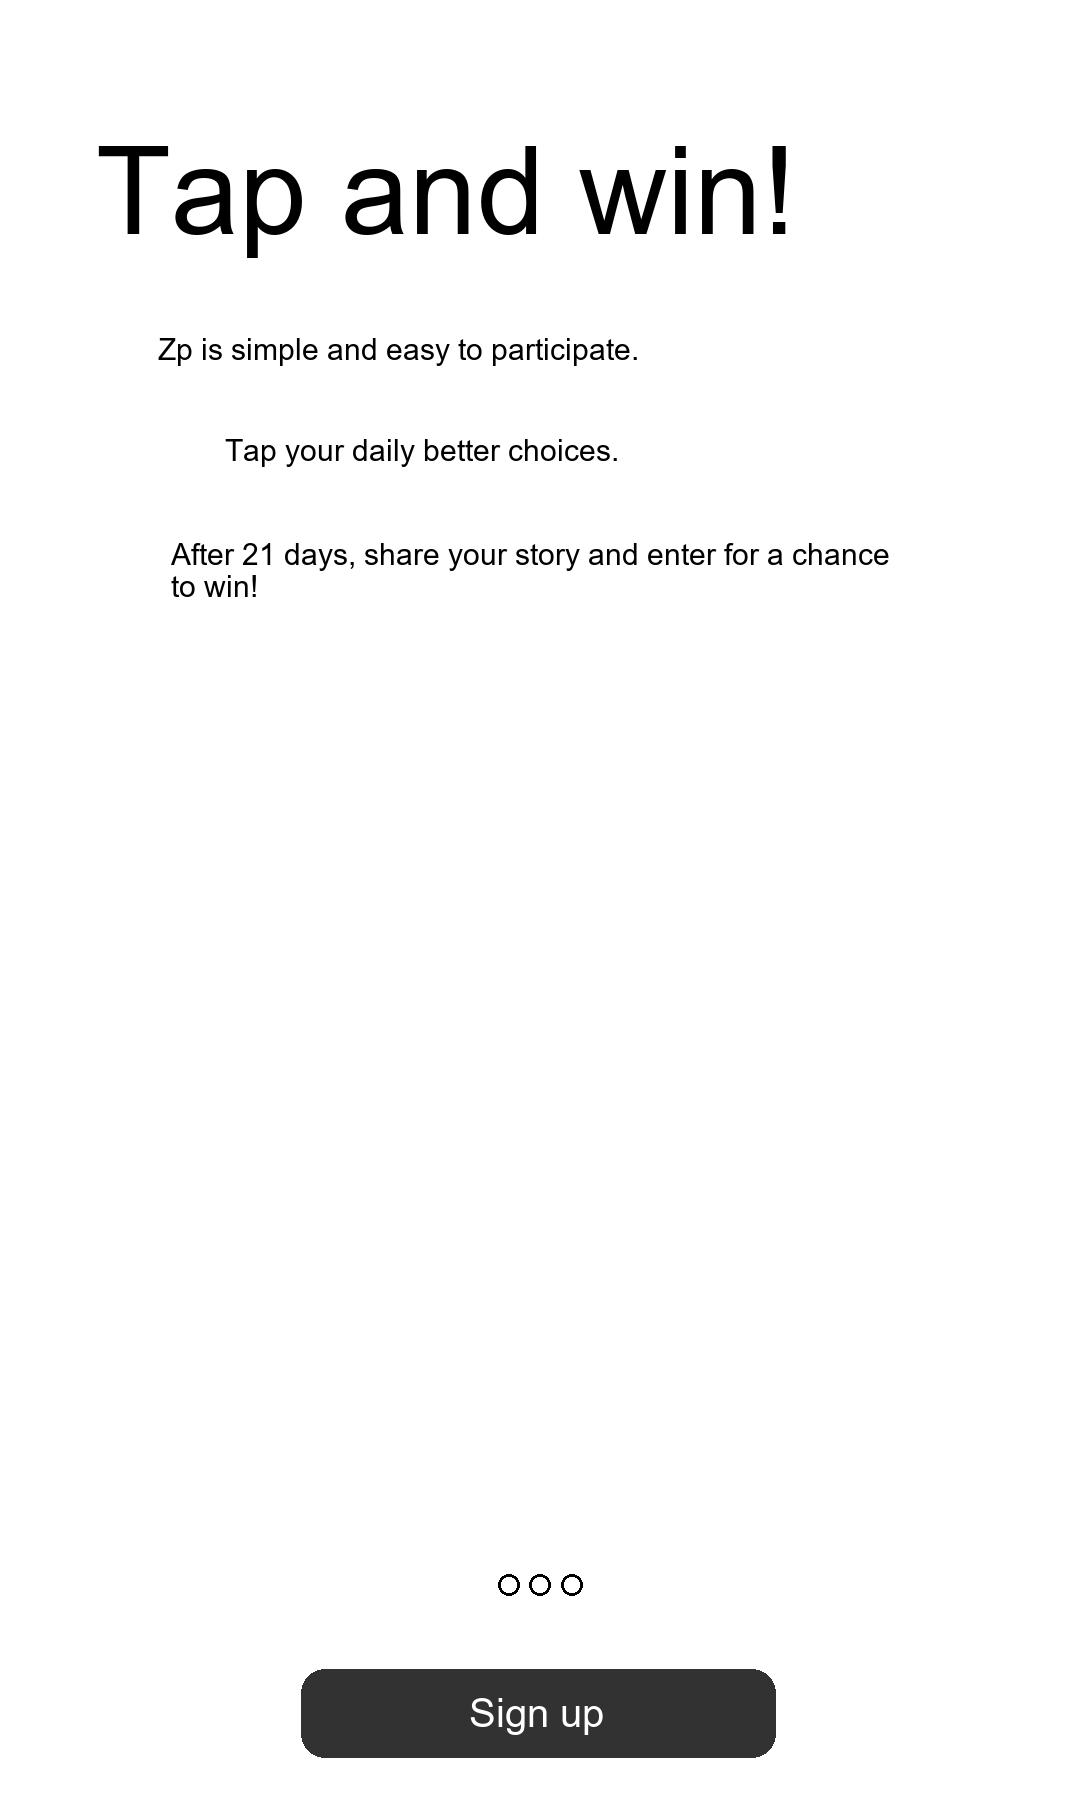 Tap and win!
Zp is simple and easy to participate.
Tap your daily better choices.
After 21 days, share your story and enter for a chance
to win!
Sign up